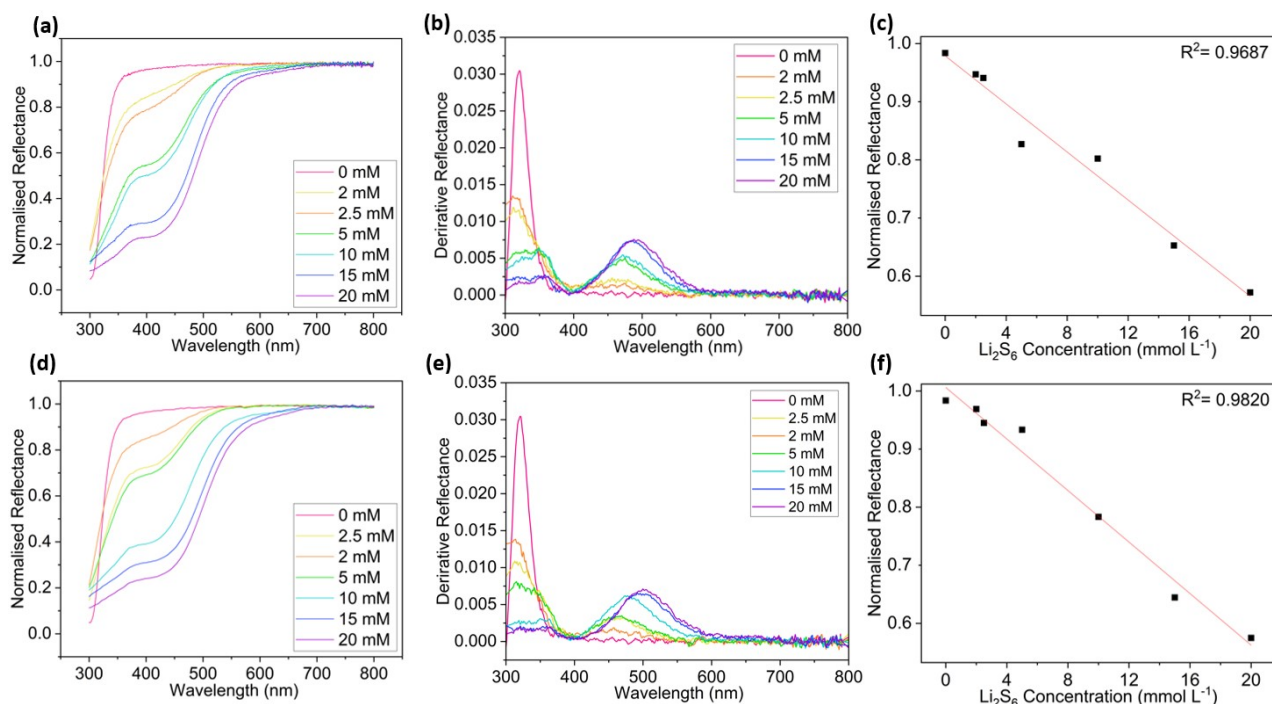 (a)
Normalised Reflectance
1.0
0.8
0.6
0.4
0.2
0.0
0 mM
2 mM
2.5 mM
5 mM
10 mM
15 mM
20 mM
300 400 500 600 700 800
Wavelength (nm)
(b)
Derirative Reflectance
0.035
0.030
0.025
0.020
0.015
0.010
0.005
0.000
0 mM
2 mM
2.5 mM
5 mM
10 mM
15 mM
20 mM
300 400 500 600 700 800
Wavelength (nm)
(c)
Normalised Reflectance
1.0
0.9
0.8
0.7
0.6
R²= 0.9687
0 4 8 12 16 20
Li₂S₆ Concentration (mmol L⁻¹)
(d)
Normalised Reflectance
1.0
0.8
0.6
0.4
0.2
0.0
0 mM
2.5 mM
2 mM
5 mM
10 mM
15 mM
20 mM
300 400 500 600 700 800
Wavelength (nm)
(e)
Derirative Reflectance
0.035
0.030
0.025
0.020
0.015
0.010
0.005
0.000
0 mM
2.5 mM
2 mM
5 mM
10 mM
15 mM
20 mM
300 400 500 600 700 800
Wavelength (nm)
(f)
Normalised Reflectance
1.0
0.9
0.8
0.7
0.6
R²= 0.9820
0 4 8 12 16 20
Li₂S₆ Concentration (mmol L⁻¹)